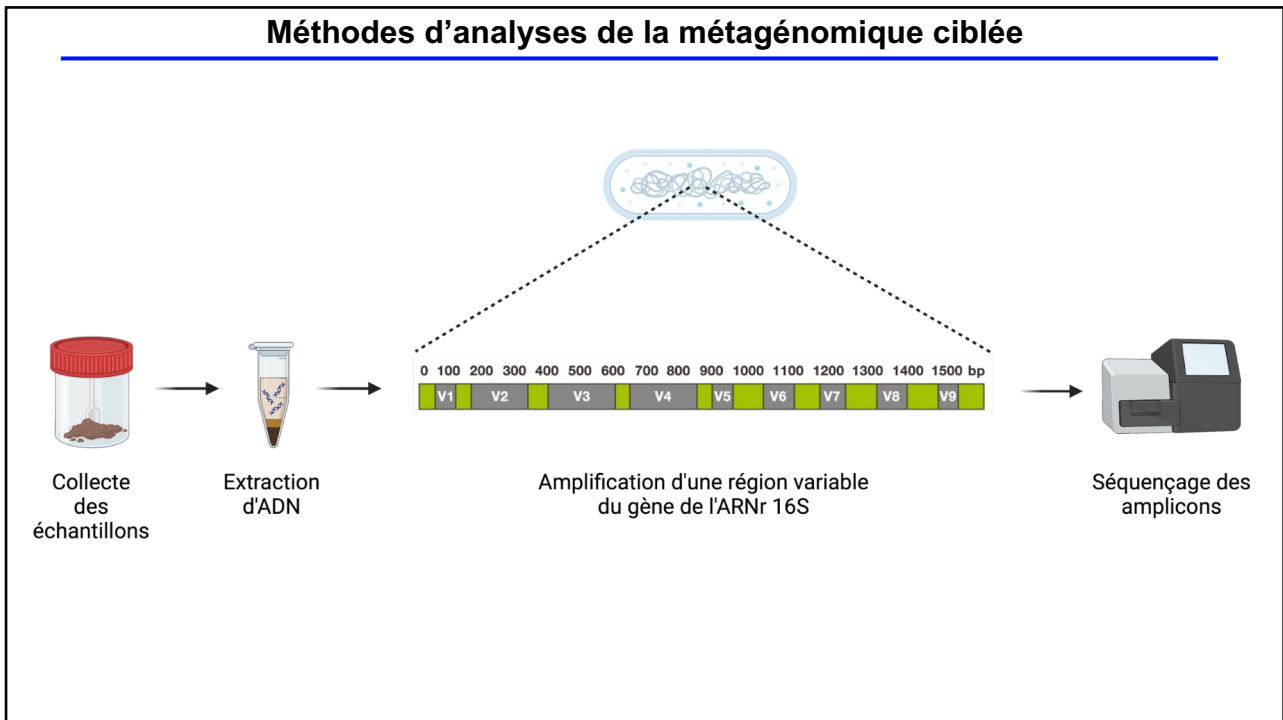 Méthodes d’analyses de la métagénomique ciblée
0 100 200 300 400 500 600 700 800 900 1000 1100 1200 1300 1400 1500 bp
V1 V2 V3 V4 V5 V6 V7 V8 V9
Collecte
des
échantillons
Extraction
d'ADN
Amplification d'une région variable
du gène de l'ARNr 16S
Séquençage des
amplicons